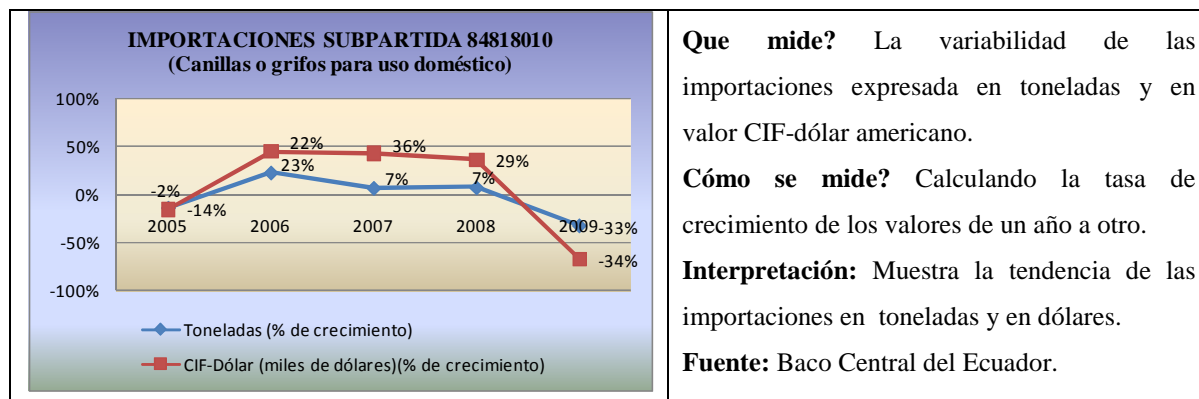 IMPORTACIONES SUBPARTIDA 84818010
(Canillas o grifos para uso doméstico)
100%
50%
0%
-50%
-100%
22%
36%
29%
23%
7%
7%
-2%
-14%
2005
2006
2007
2008
2009
-33%
-34%
Toneladas (% de crecimiento)
CIF-Dólar (miles de dólares)(% de crecimiento)
Que mide? La variabilidad de las
importaciones expresada en toneladas y en
valor CIF-dólar americano.
Cómo se mide? Calculando la tasa de
crecimiento de los valores de un año a otro.
Interpretación: Muestra la tendencia de las
importaciones en toneladas y en dólares.
Fuente: Baco Central del Ecuador.